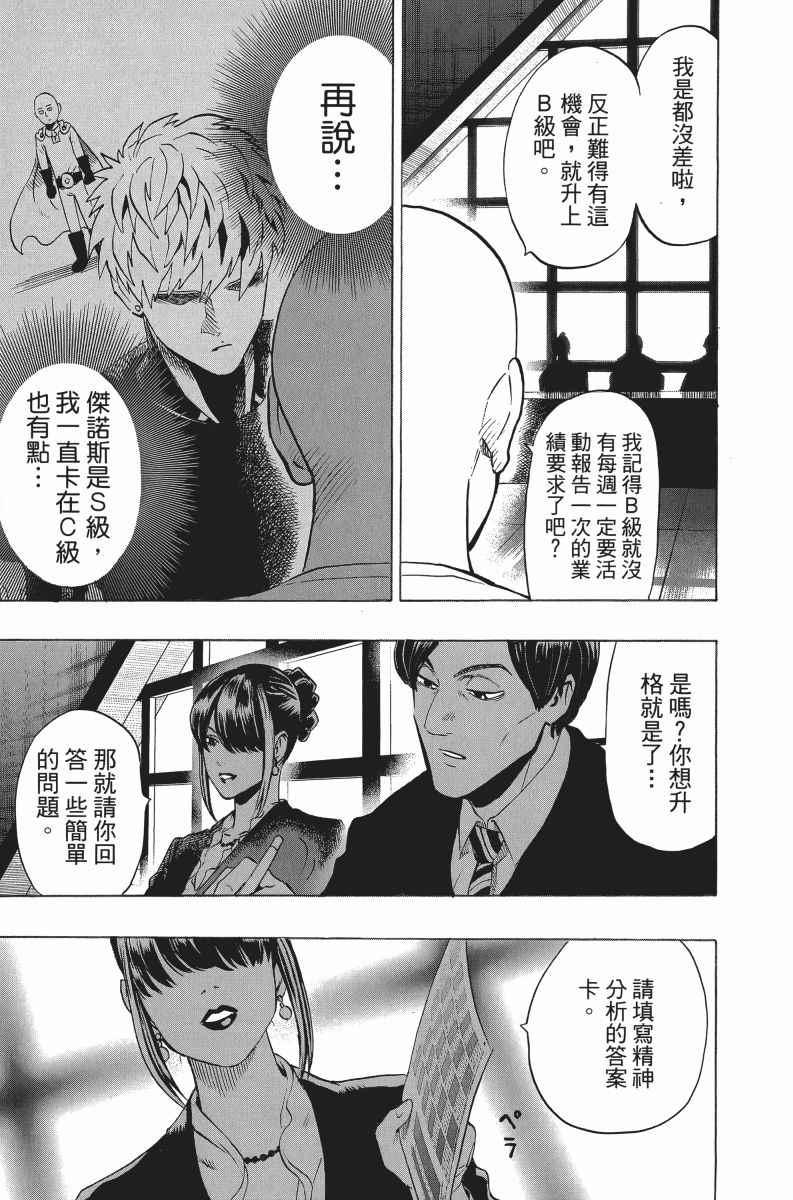 我是都沒差啦，
反正難得有這
機會，就升上
Ｂ級吧。
我記得Ｂ級就沒
有每週一定要活
動報告一次的業
績要求了吧？
再說…
傑諾斯是Ｓ級，
我一直卡在Ｃ級
也有點…
是嗎？你想升
格就是了…
那就請你回
答一些簡單
的問題。
請填寫精神
分析的答案
卡。
ペラ